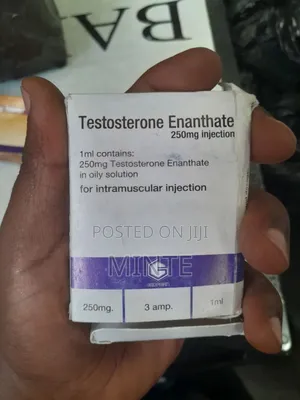 BAN
Testosterone Enanthate
250mg injection
1ml contains:
250mg Testosterone Enanthate
in oily solution
for intramuscular injection
POSTED ON JIJI
250mg.
3 amp.
1ml